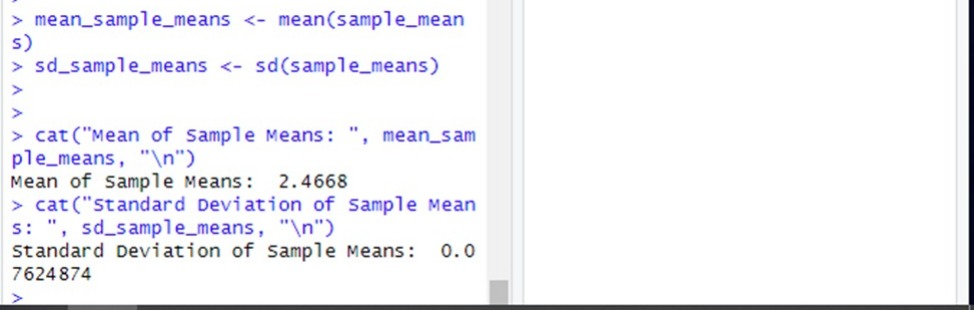 > mean_sample_means <- mean(sample_mean
s)
> sd_sample_means <- sd(sample_means)
>
>
> cat("Mean of Sample Means: ", mean_sam
ple_means, "\n")
Mean of Sample Means:  2.4668
> cat("Standard Deviation of Sample Mean
s: ", sd_sample_means, "\n")
Standard Deviation of Sample Means:  0.0
7624874
>